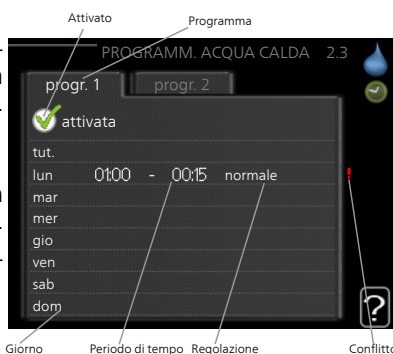 Attivato
Programma
PROGRAMM. ACQUA CALDA 2.3
progr. 1 progr. 2
attivata
tut.
lun 01:00 - 00:15 normale !
mar
mer
gio
ven
sab
dom
?
Giorno Periodo di tempo Regolazione Conflitto